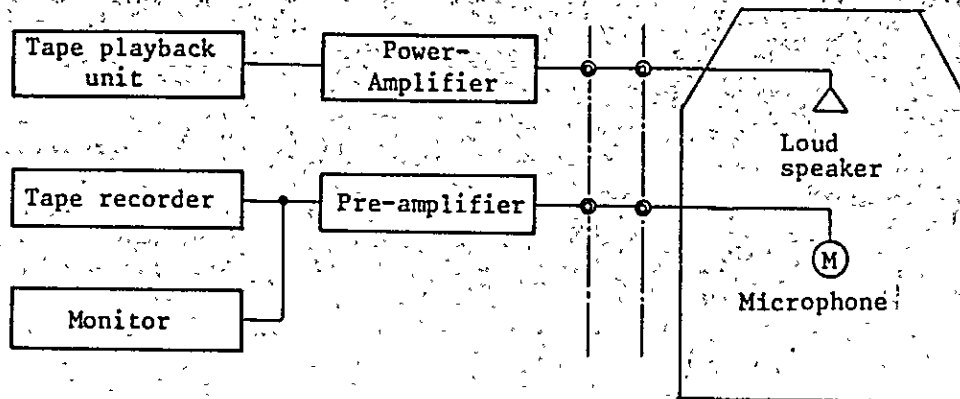 Tape playback
unit
Power-
Amplifier
Loud
speaker
Tape recorder
Pre-amplifier
M
Microphone
Monitor